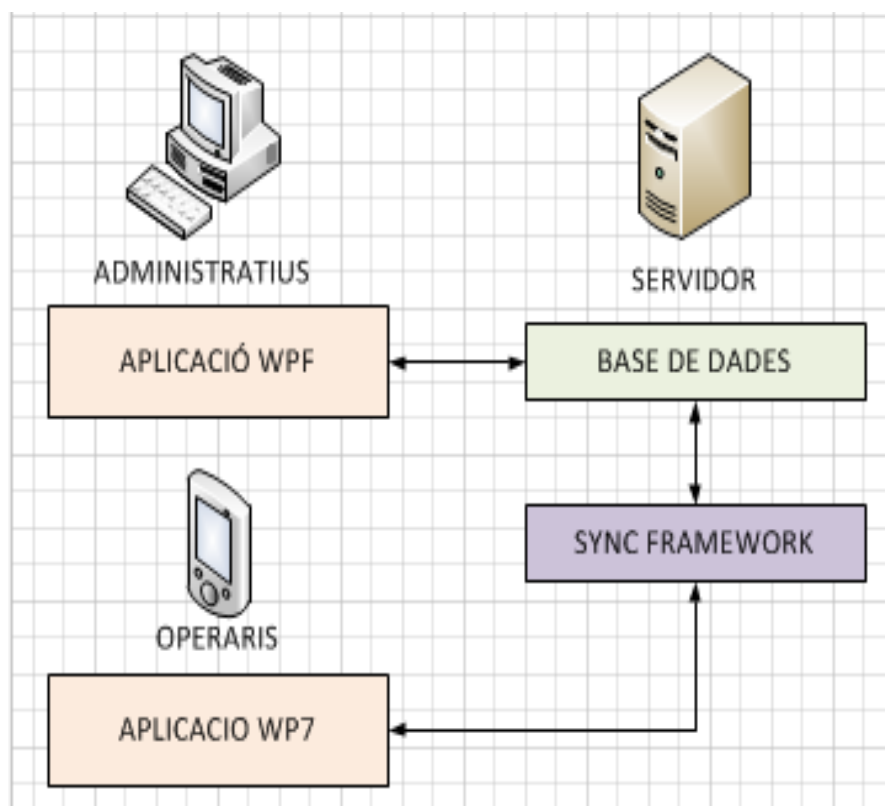 ADMINISTRATIUS
SERVIDOR
APLICACIÓ WPF
BASE DE DADES
SYNC FRAMEWORK
OPERARIS
APLICACIO WP7